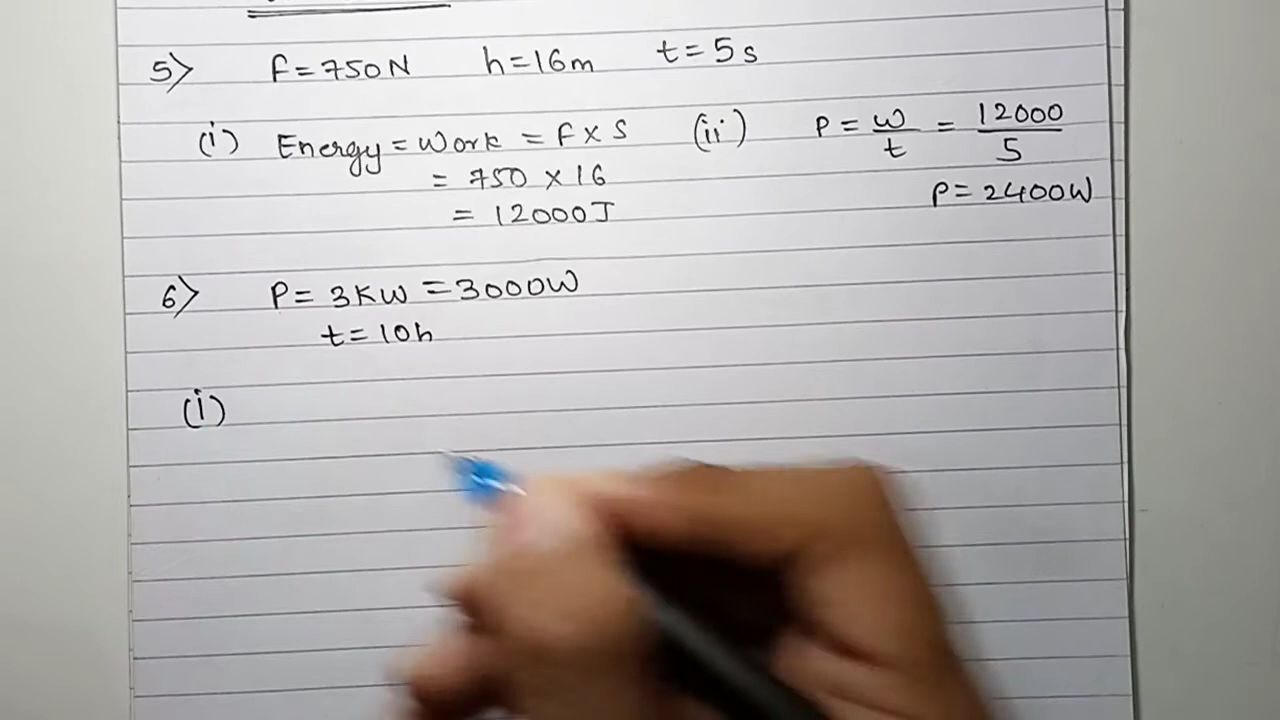 5) F = 750N h = 16m t = 5s
(i) Energy = Work = F × S (ii) P = W/t = 12000/5
= 750 × 16
= 12000J P = 2400W
6) P = 3KW = 3000W
t = 10h
(i)